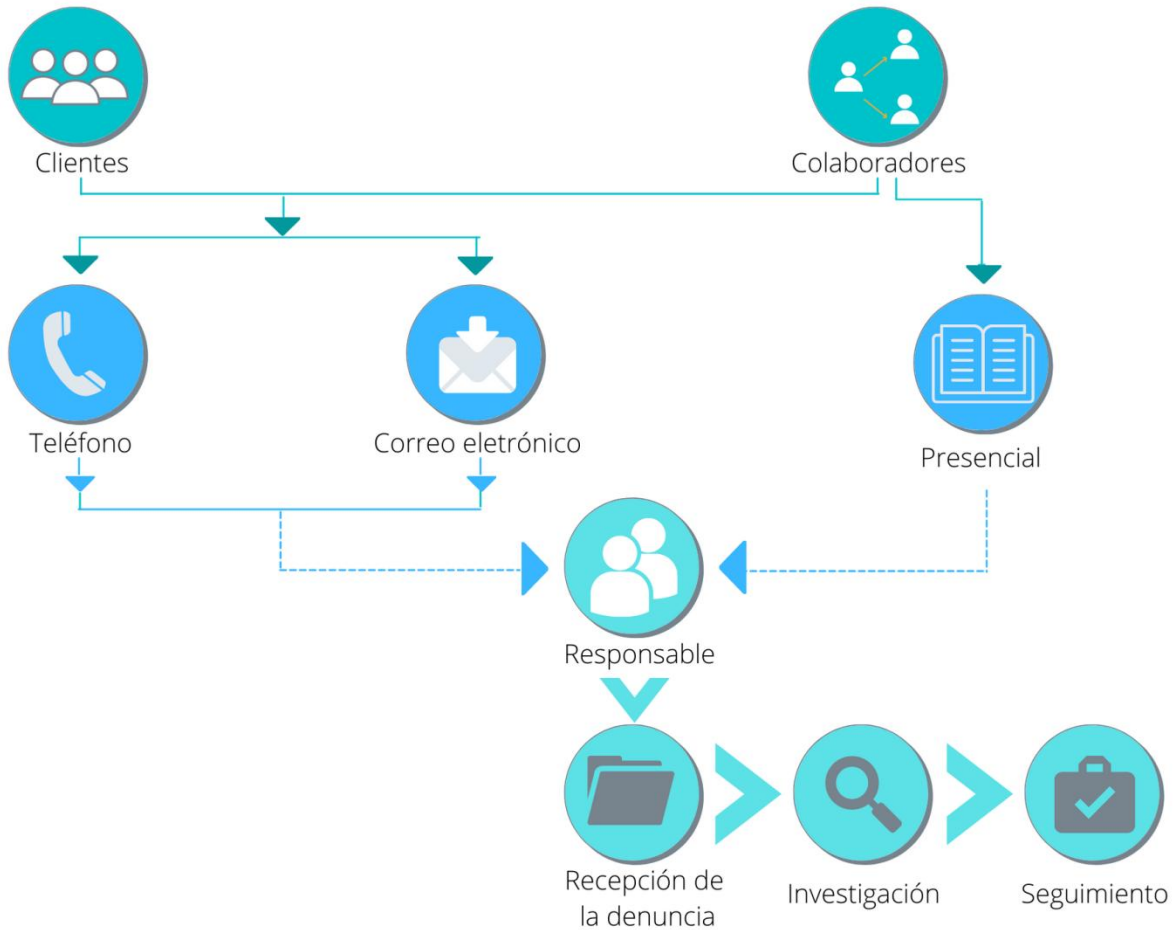 Clientes
Colaboradores
Teléfono
Correo eletrónico
Presencial
Responsable
Recepción de
la denuncia
Investigación
Seguimiento